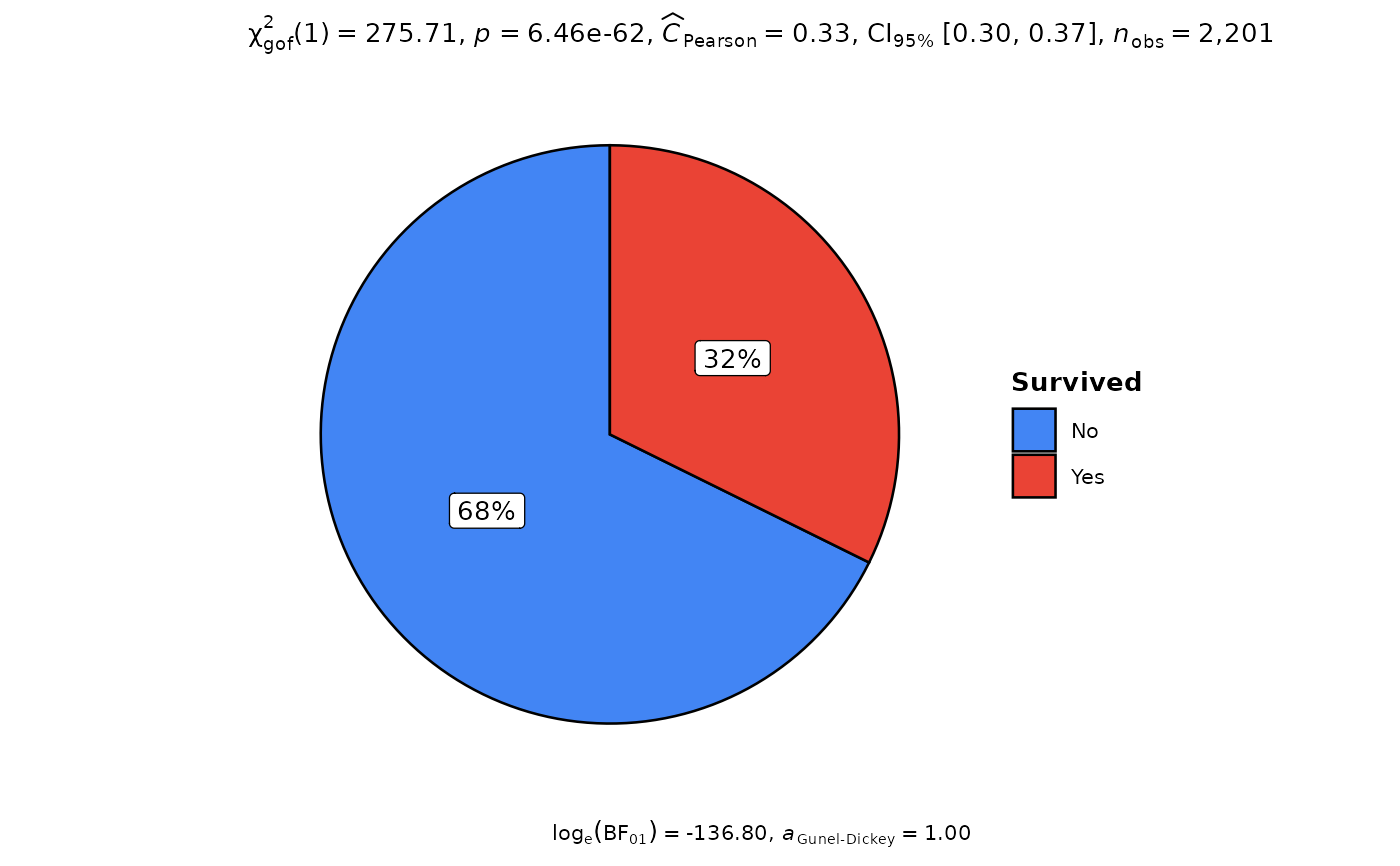 χ²gof(1) = 275.71, p = 6.46e-62, Ĉ Pearson = 0.33, CI95% [0.30, 0.37], nobs = 2,201
32%
Survived
No
Yes
68%
loge(BF01) = -136.80, a Gunel-Dickey = 1.00